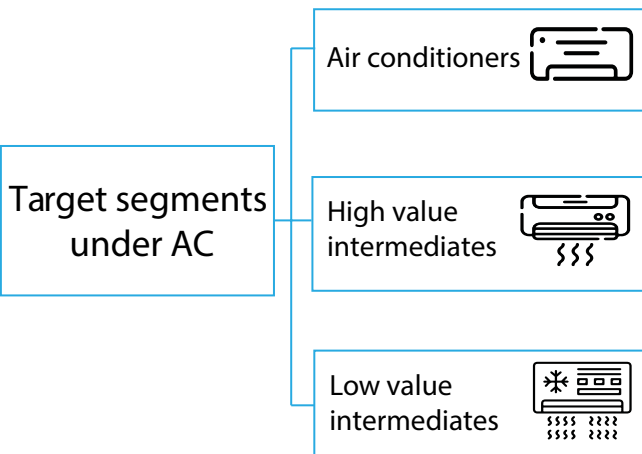 Air conditioners
Target segments
under AC
High value
intermediates
Low value
intermediates